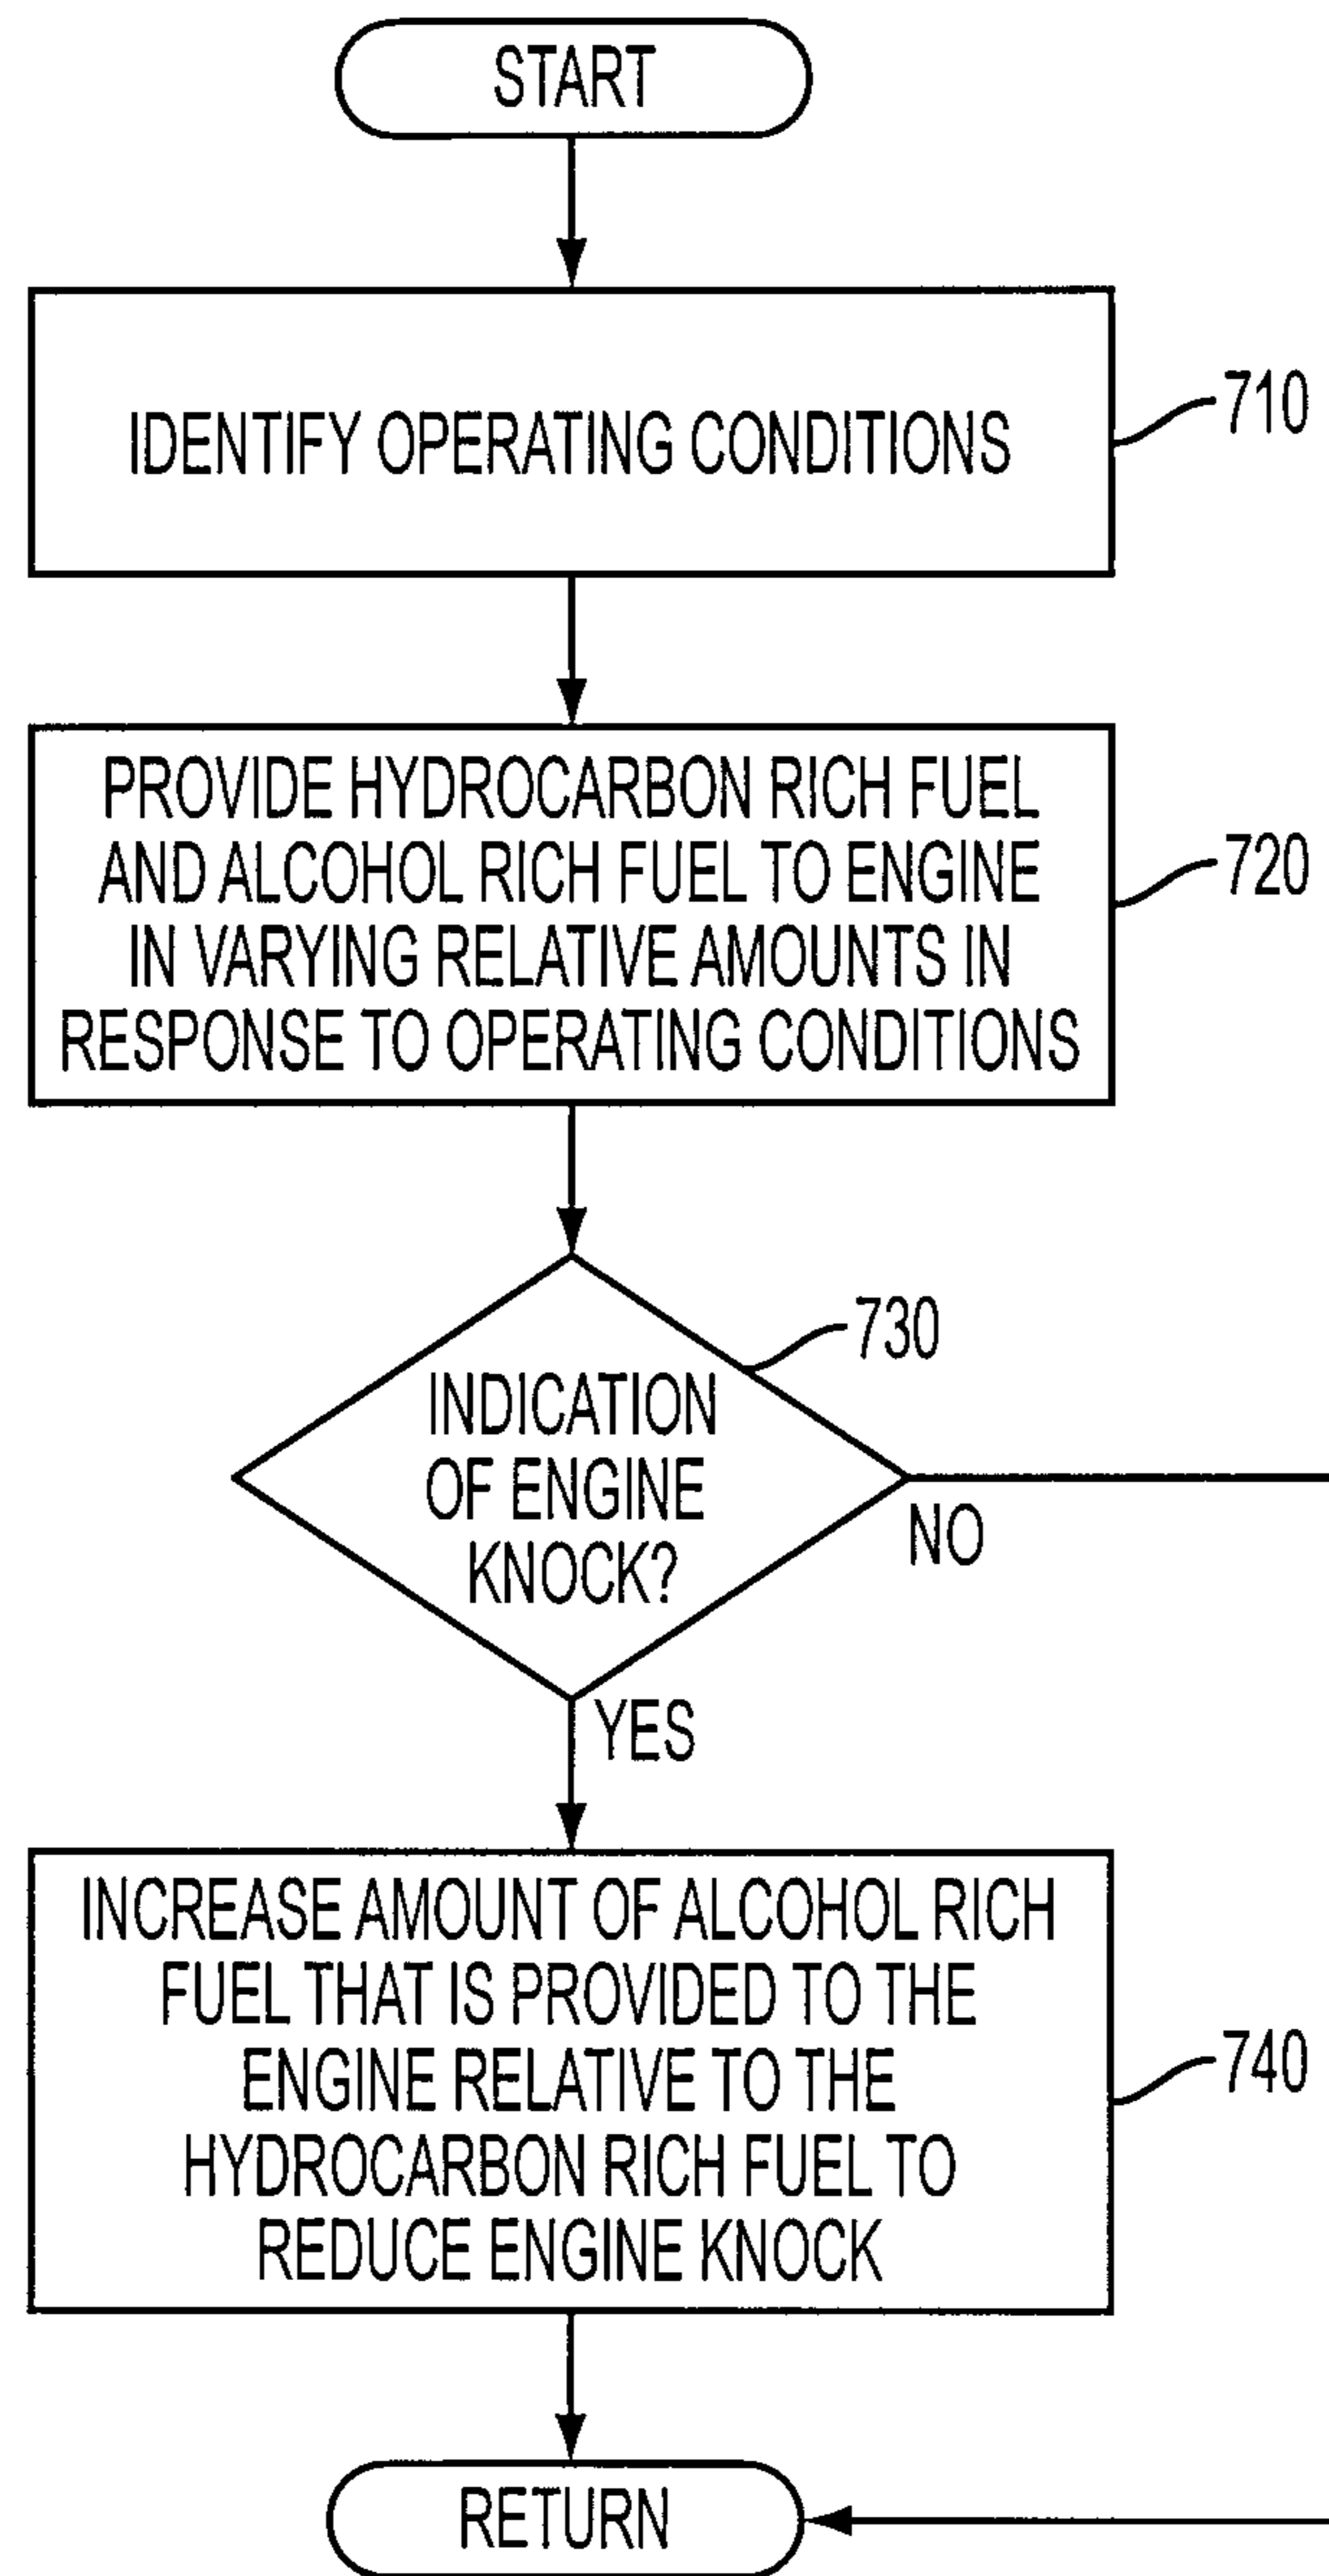 START
IDENTIFY OPERATING CONDITIONS
710
PROVIDE HYDROCARBON RICH FUEL
AND ALCOHOL RICH FUEL TO ENGINE
IN VARYING RELATIVE AMOUNTS IN
RESPONSE TO OPERATING CONDITIONS
720
730
INDICATION
OF ENGINE
KNOCK?
NO
YES
INCREASE AMOUNT OF ALCOHOL RICH
FUEL THAT IS PROVIDED TO THE
ENGINE RELATIVE TO THE
HYDROCARBON RICH FUEL TO
REDUCE ENGINE KNOCK
740
RETURN